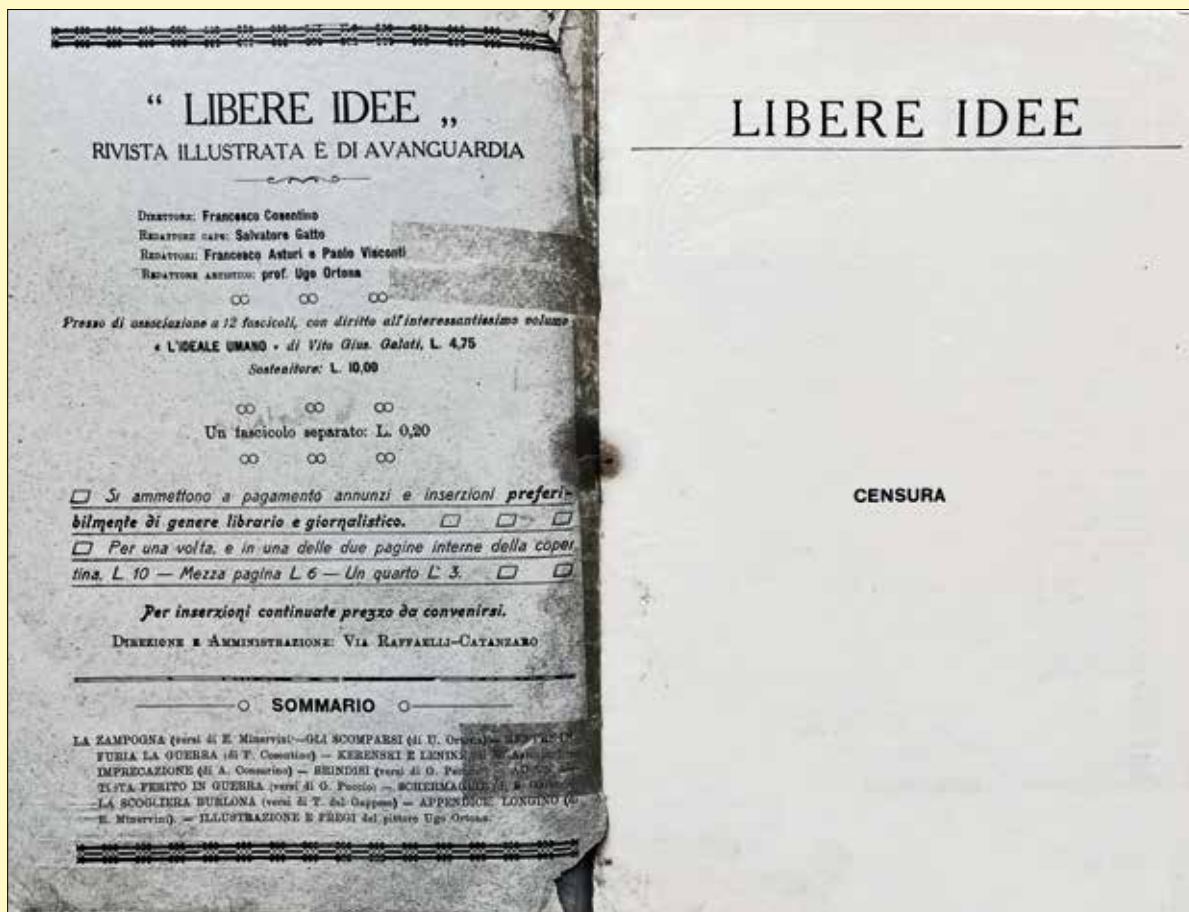 “ LIBERE IDEE „
RIVISTA ILLUSTRATA E DI AVANGUARDIA
DIRETTORE: Francesco Cosentino
REDATTORE CAPO: Salvatore Gatto
REDATTORI: Francesco Asturi e Paolo Visconti
REDATTORE ARTISTICO: prof. Ugo Ortona
Prezzo di associazione a 12 fascicoli, con diritto all'interessantissimo volume
« L'IDEALE UMANO » di Vito Gius. Galati, L. 4,75
Sostenitore: L. 10,00
Un fascicolo separato: L. 0,20
Si ammettono a pagamento annunzi e inserzioni preferi-
bilmente di genere librario e giornalistico.
Per una volta, e in una delle due pagine interne della coper
tina, L. 10 — Mezza pagina L. 6 — Un quarto L. 3.
Per inserzioni continuate prezzo da convenirsi.
DIREZIONE E AMMINISTRAZIONE: VIA RAFFAELLI-CATANZARO
SOMMARIO
LA ZAMPOGNA (versi di E. Minervini)—GLI SCOMPARSI (di U. Ortona)
FURIA LA GUERRA (di F. Cosentino) — KERENSKI E LENINE
IMPRECAZIONE (di A. Consarino) — BRINDISI (versi di G.
TISTA FERITO IN GUERRA (versi di G. Puccio) — SCHERMAGLIE
— LA SCOGLIERA BURLONA (versi di T. del Gappeso) — APPENDICE: LONGINO (di
E. Minervini). — ILLUSTRAZIONE E FREGI del pittore Ugo Ortona.
LIBERE IDEE
CENSURA